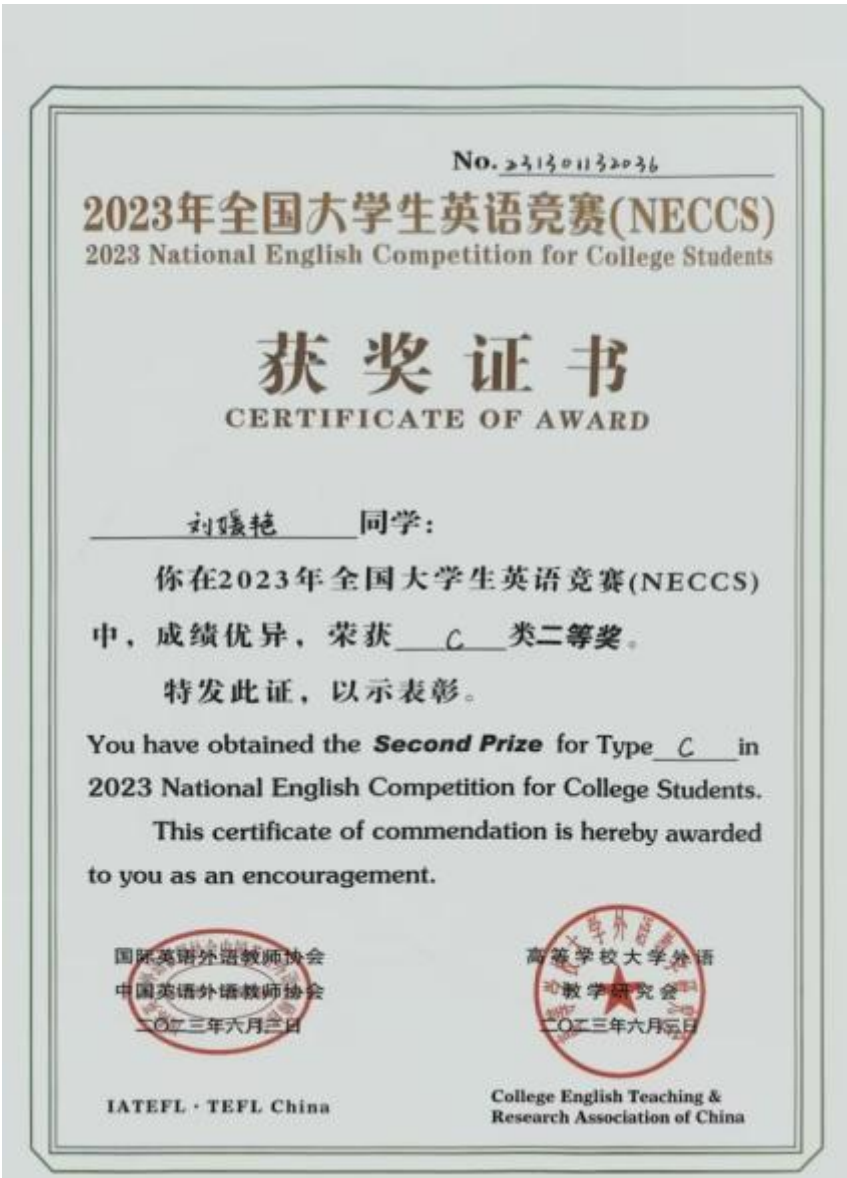 No. 231301132036
2023年全国大学生英语竞赛(NECCS)
2023 National English Competition for College Students
获奖证书
CERTIFICATE OF AWARD
刘媛艳 同学：
你在2023年全国大学生英语竞赛(NECCS)
中，成绩优异，荣获 C 类二等奖。
特发此证，以示表彰。
You have obtained the Second Prize for Type C in
2023 National English Competition for College Students.
This certificate of commendation is hereby awarded
to you as an encouragement.
国际英语外语教师协会
中国英语外语教师协会
二〇二三年六月三日
IATEFL · TEFL China
高等学校大学外语
教学研究会
二〇二三年六月三日
College English Teaching &
Research Association of China